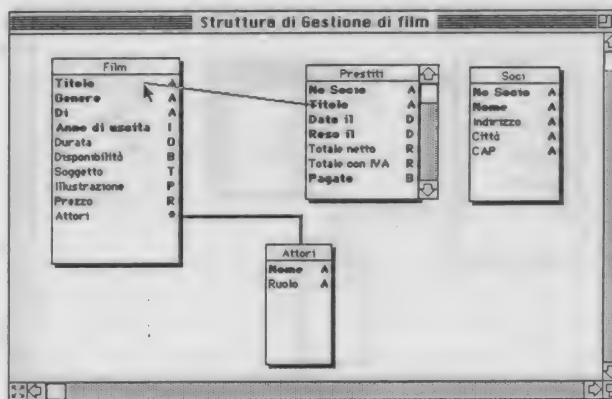 Struttura di Gestione di film
Film
Titolo A
Genere A
Di A
Anno di uscita I
Durata O
Disponibilità B
Soggetto T
Illustrazione P
Prezzo R
Attori *
Prestiti
No Socio A
Titolo A
Dato il D
Reso il D
Totale netto R
Totale con IVA R
Pagato B
Soci
No Socio A
Nome A
Indirizzo A
Città A
CAP A
Attori
Nome A
Ruolo A